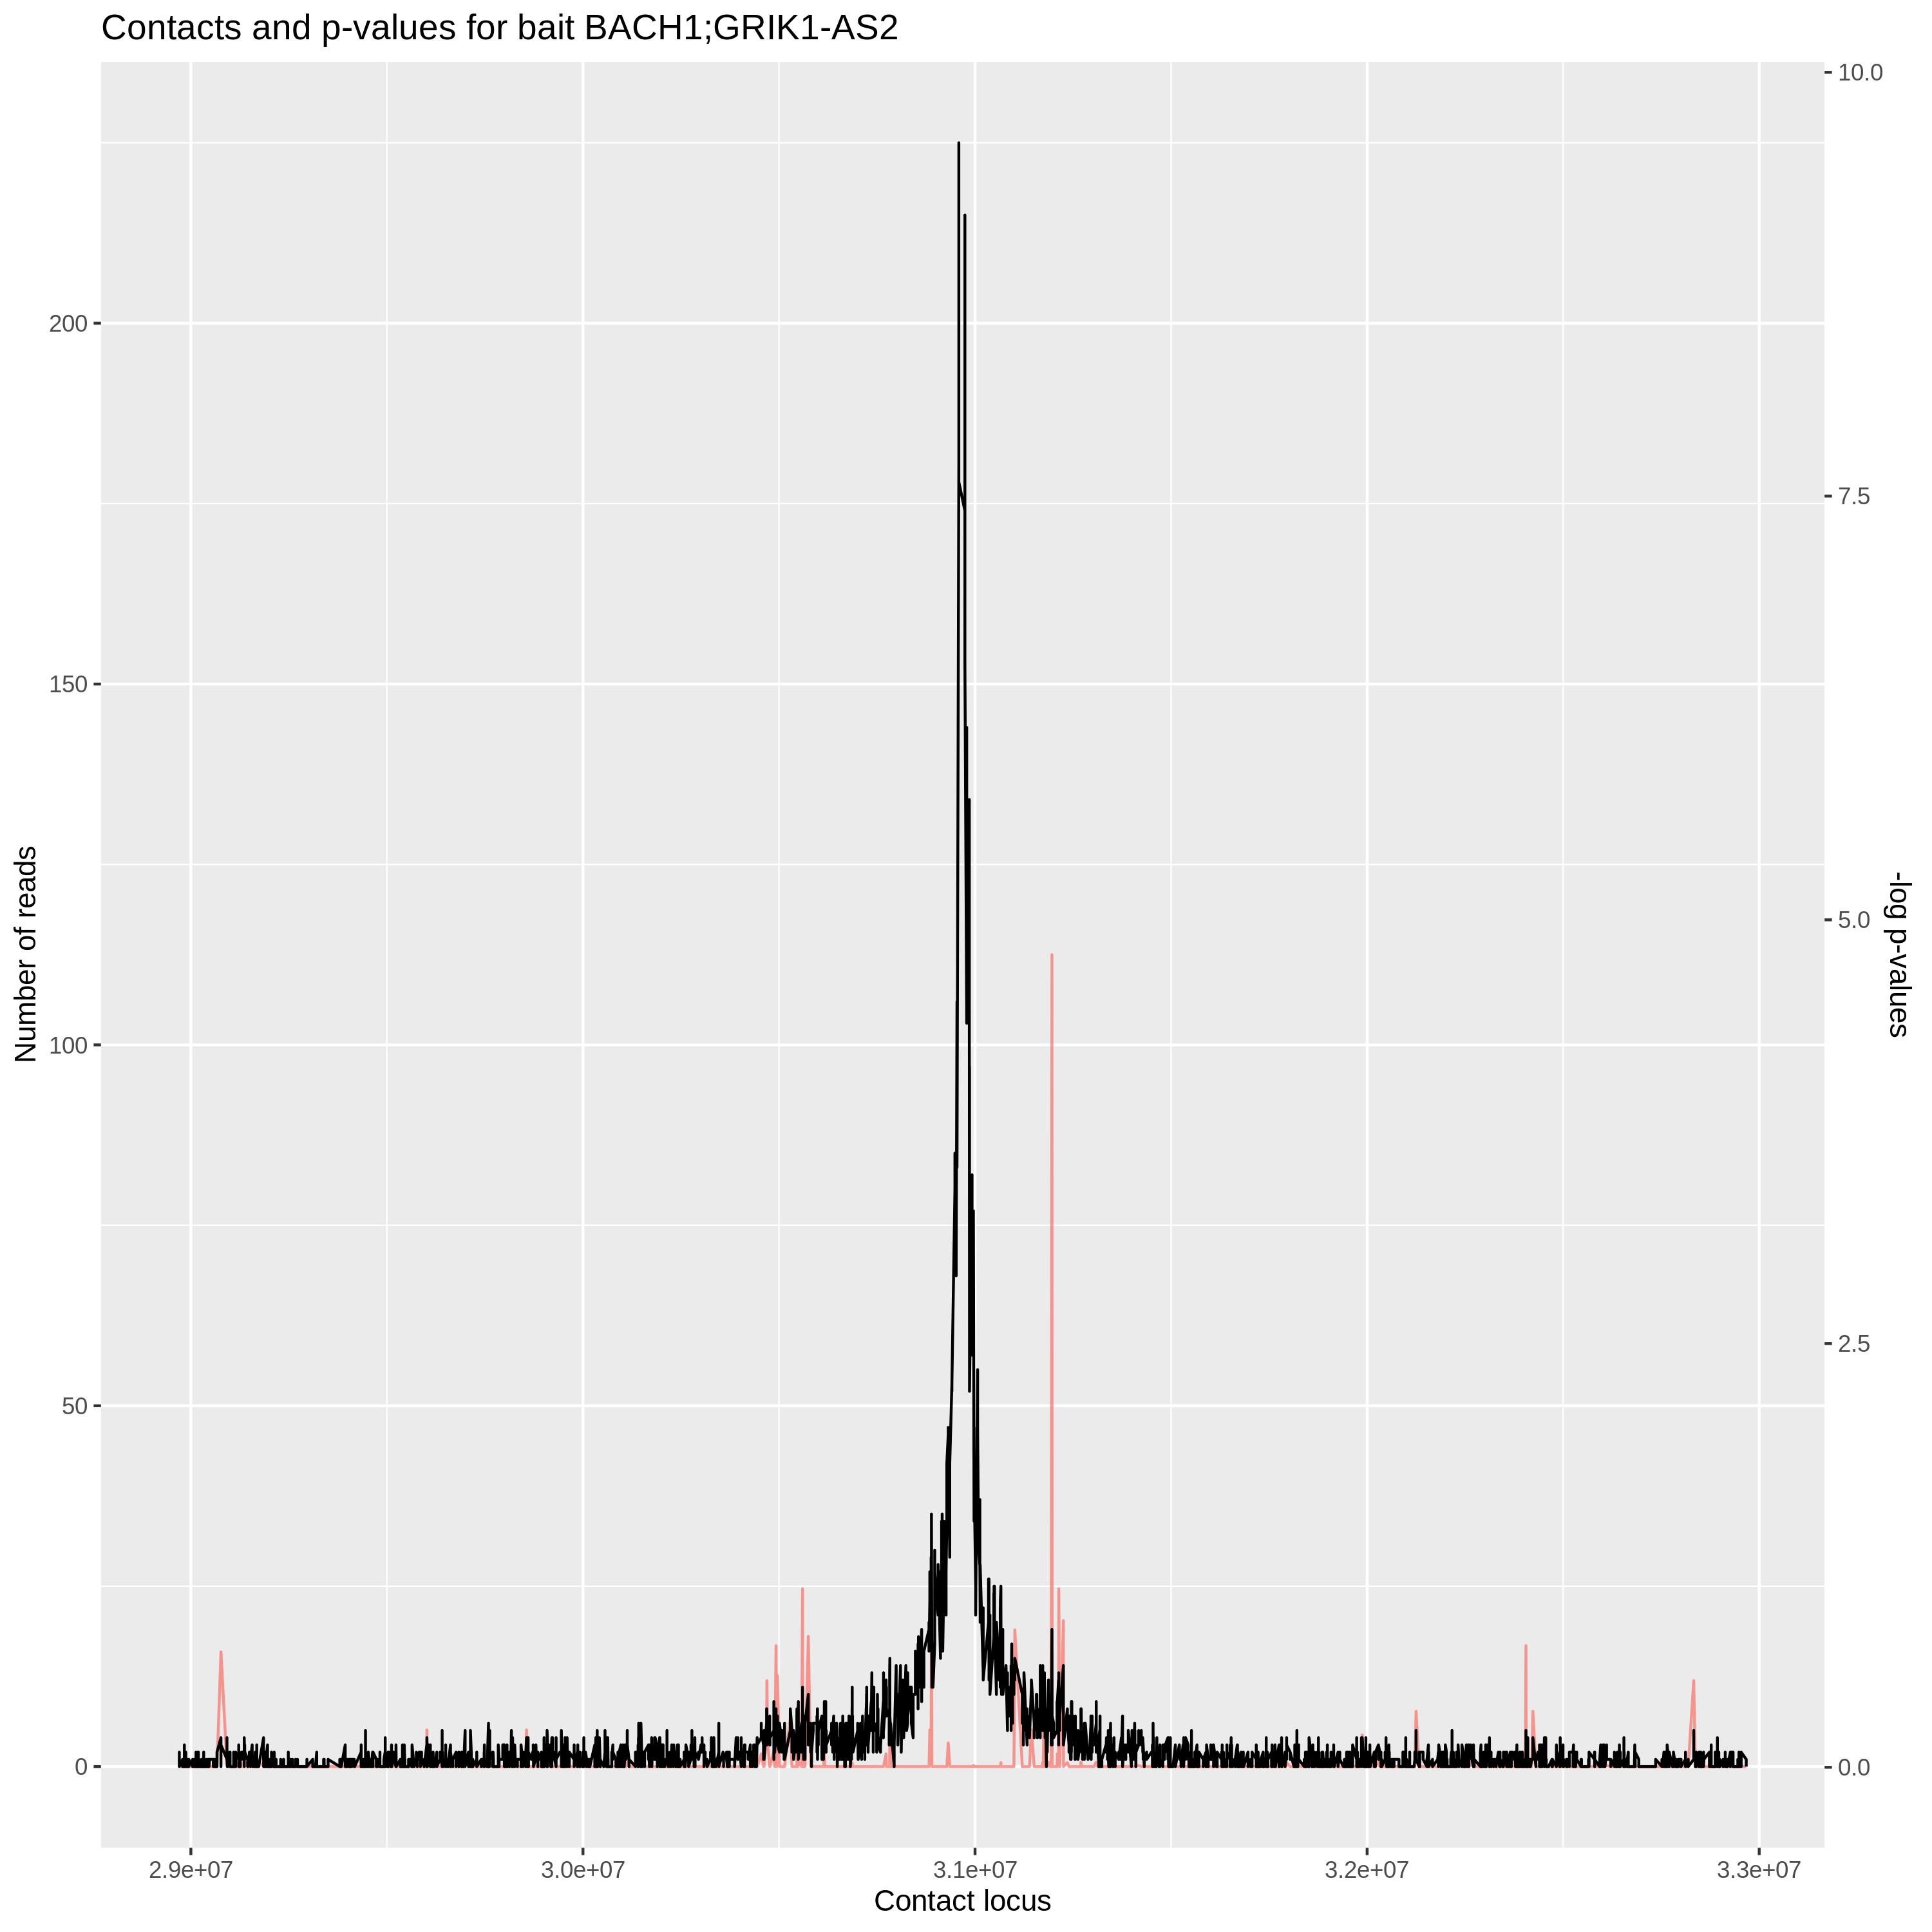 Contacts and p-values for bait BACH1;GRIK1-AS2
10.0
200
7.5
150
5.0
Number of reads
-log p-values
100
2.5
50
0
0.0
2.9e+07
3.0e+07
3.1e+07
3.2e+07
3.3e+07
Contact locus